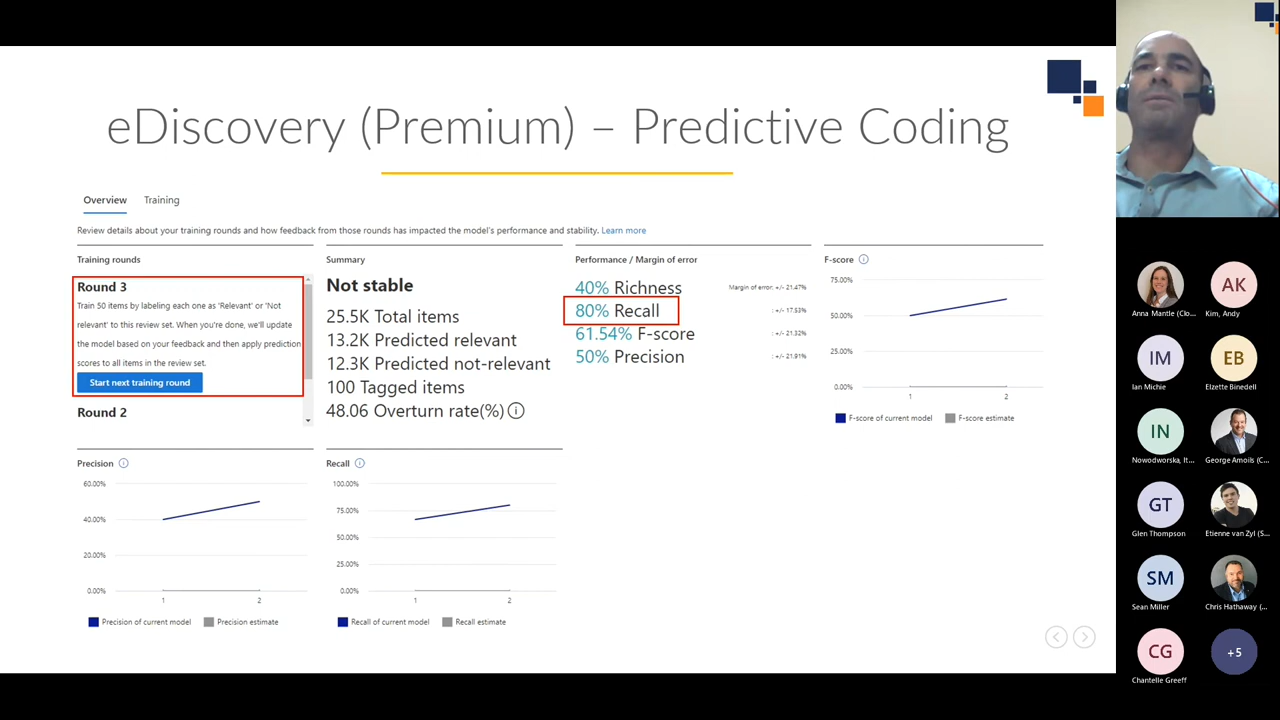 eDiscovery (Premium) – Predictive Coding
Overview
Training
Review details about your training rounds and how feedback from those rounds has impacted the model's performance and stability. Learn more
Training rounds
Round 3
Train 50 items by labeling each one as 'Relevant' or 'Not
relevant' to this review set. When you're done, we'll update
the model based on your feedback and then apply prediction
scores to all items in the review set.
Start next training round
Round 2
Summary
Not stable
25.5K Total items
13.2K Predicted relevant
12.3K Predicted not-relevant
100 Tagged items
48.06 Overturn rate(%)
Performance / Margin of error
40% Richness
Margin of error: +/- 21.47%
80% Recall
: +/- 17.53%
61.54% F-score
: +/- 21.32%
50% Precision
: +/- 21.91%
F-score
75.00%
50.00%
25.00%
0.00%
1
2
F-score of current model
F-score estimate
Precision
60.00%
40.00%
20.00%
0.00%
1
2
Precision of current model
Precision estimate
Recall
100.00%
75.00%
50.00%
25.00%
0.00%
1
2
Recall of current model
Recall estimate
Anna Mantle (Clo...
AK
Kim, Andy
IM
Ian Michie
EB
Elzette Binedell
IN
Nowodworska, It...
George Amoils (C...
GT
Glen Thompson
Etienne van Zyl (S...
SM
Sean Miller
Chris Hathaway (...
CG
Chantelle Greeff
+5